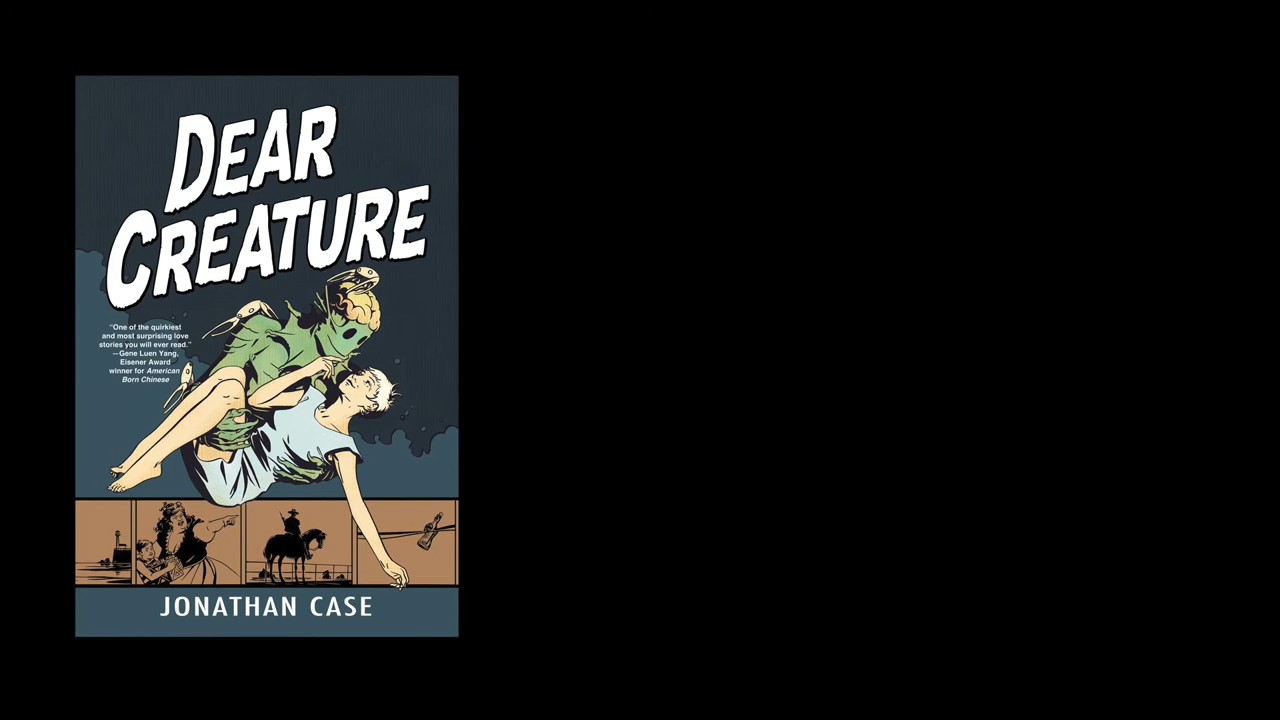 DEAR
CREATURE
"One of the quirkiest
and most surprising love
stories you will ever read."
—Gene Luen Yang,
Eisener Award
winner for American
Born Chinese
JONATHAN CASE